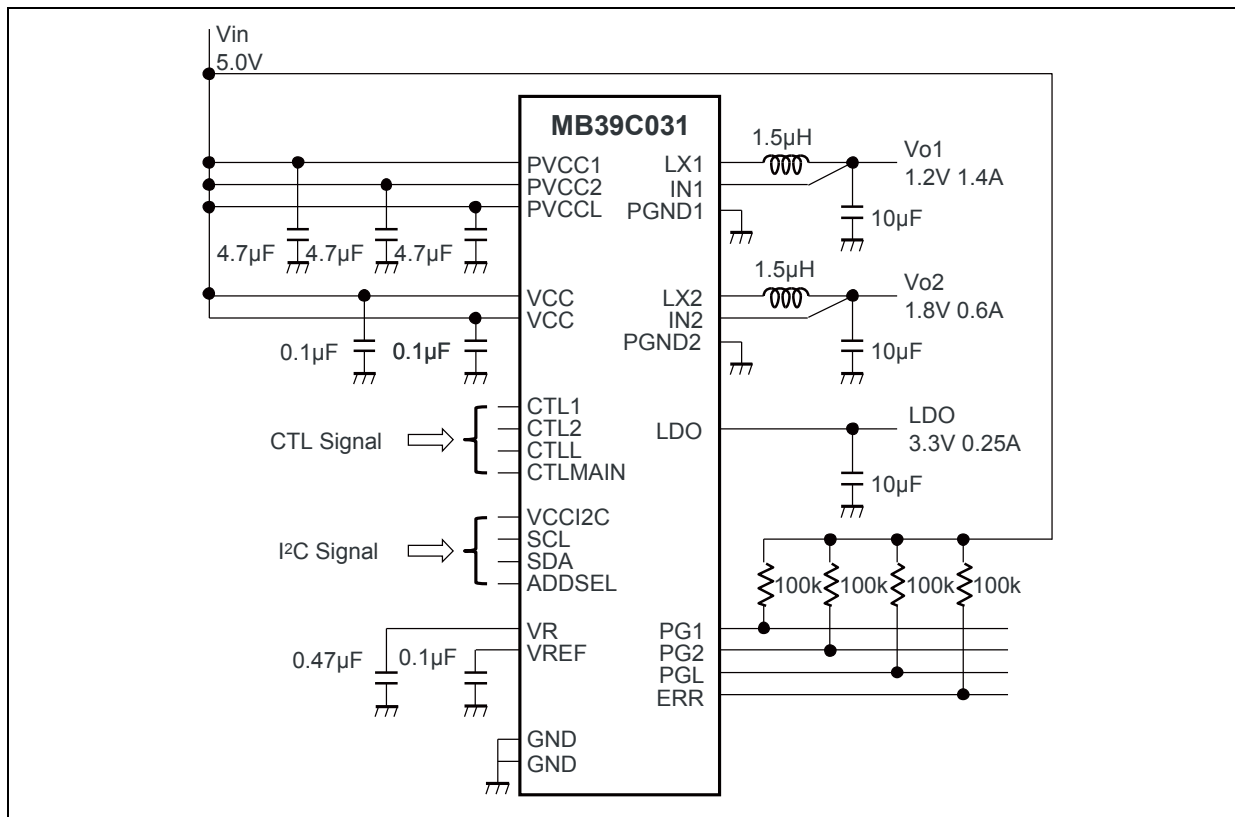 Vin
5.0V
MB39C031
PVCC1
PVCC2
PVCCL
4.7µF 4.7µF 4.7µF
VCC
VCC
0.1µF 0.1µF
CTL Signal
CTL1
CTL2
CTLL
CTLMAIN
I²C Signal
VCCI2C
SCL
SDA
ADDSEL
VR
VREF
0.47µF 0.1µF
GND
GND
LX1
IN1
PGND1
1.5µH
Vo1
1.2V 1.4A
10µF
LX2
IN2
PGND2
1.5µH
Vo2
1.8V 0.6A
10µF
LDO
LDO
3.3V 0.25A
10µF
100k 100k 100k 100k
PG1
PG2
PGL
ERR